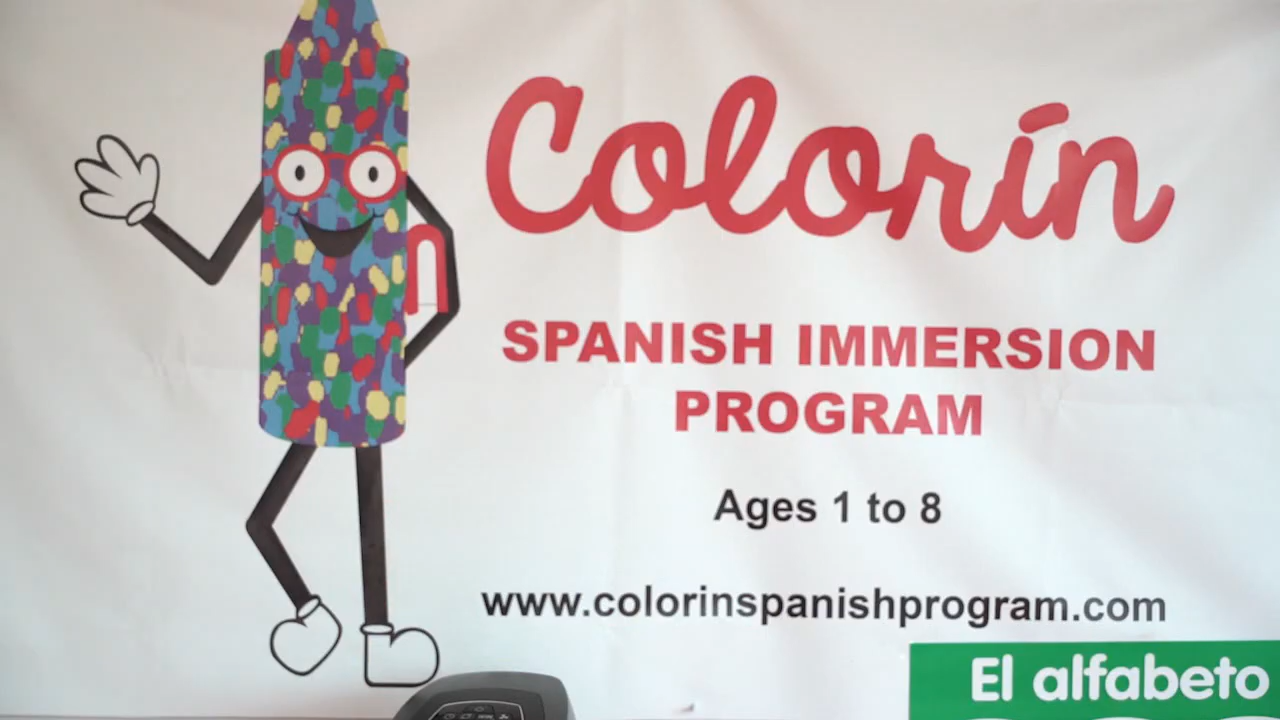 Colorín
SPANISH IMMERSION
PROGRAM
Ages 1 to 8
www.colorinspanishprogram.com
El alfabeto